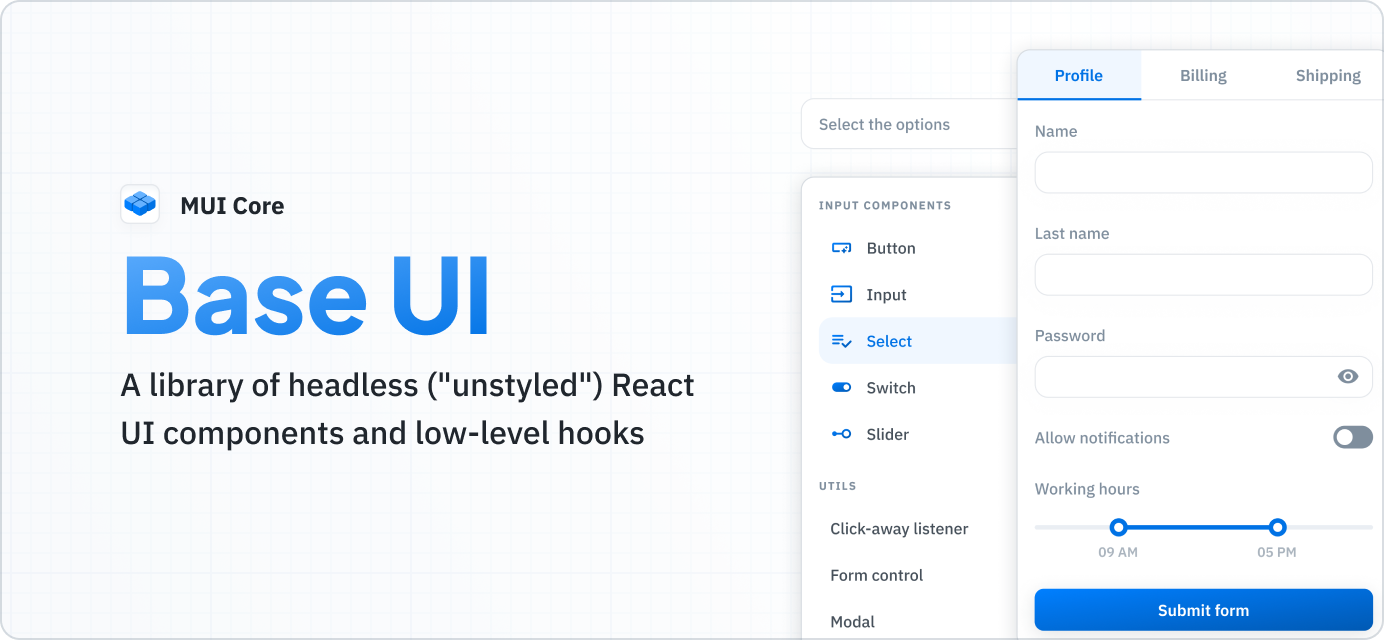 MUI Core
Base UI
A library of headless ("unstyled") React
UI components and low-level hooks
Select the options
INPUT COMPONENTS
Button
Input
Select
Switch
Slider
UTILS
Click-away listener
Form control
Modal
Profile Billing Shipping
Name
Last name
Password
Allow notifications
Working hours
09 AM 05 PM
Submit form